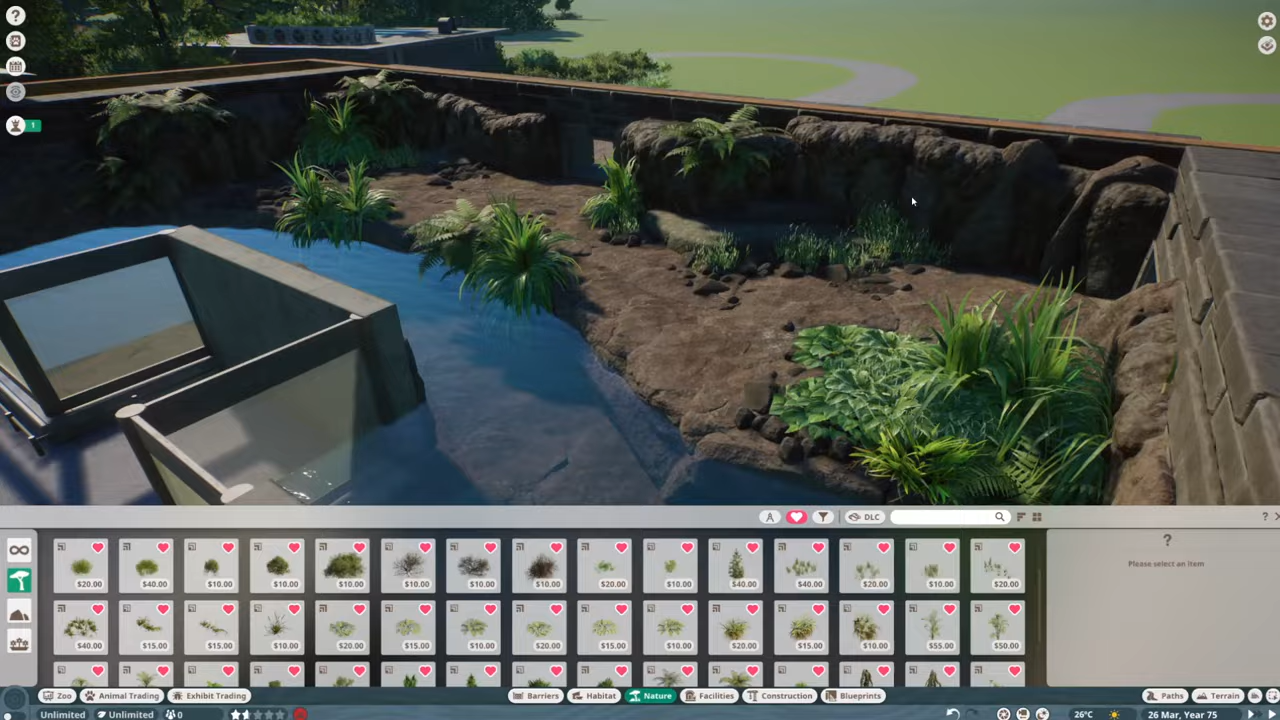 ?
1
A
DLC
?
?
Please select an item
$20.00 $40.00 $10.00 $10.00 $10.00 $10.00 $10.00 $10.00 $20.00 $10.00 $40.00 $40.00 $20.00 $10.00 $20.00
$40.00 $15.00 $15.00 $10.00 $20.00 $15.00 $10.00 $20.00 $15.00 $10.00 $20.00 $15.00 $10.00 $55.00 $50.00
Zoo Animal Trading Exhibit Trading Barriers Habitat Nature Facilities Construction Blueprints Paths Terrain
Unlimited Unlimited 0 26°C 26 Mar, Year 75